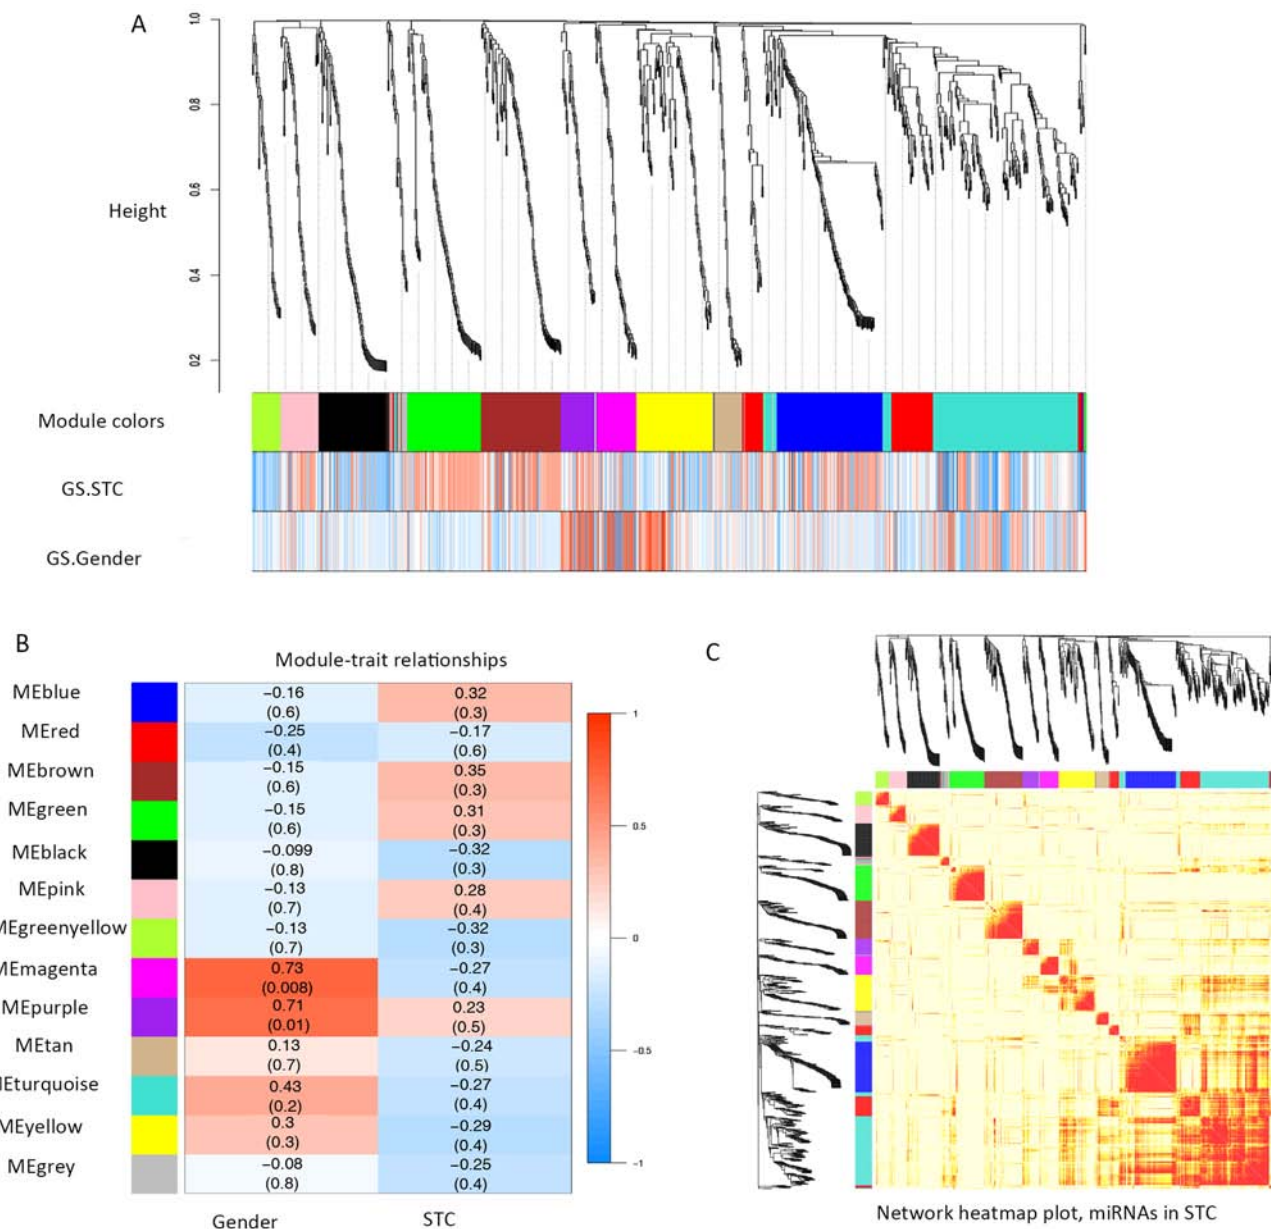 A
1.0
0.8
0.6
0.4
0.2
Height
Module colors
GS.STC
GS.Gender
B
Module-trait relationships
MEblue
−0.16
(0.6)
0.32
(0.3)
MEred
−0.25
(0.4)
−0.17
(0.6)
MEbrown
−0.15
(0.6)
0.35
(0.3)
MEgreen
−0.15
(0.6)
0.31
(0.3)
MEblack
−0.099
(0.8)
−0.32
(0.3)
MEpink
−0.13
(0.7)
0.28
(0.4)
MEgreenyellow
−0.13
(0.7)
−0.32
(0.3)
MEmagenta
0.73
(0.008)
−0.27
(0.4)
MEpurple
0.71
(0.01)
0.23
(0.5)
MEtan
0.13
(0.7)
−0.24
(0.5)
MEturquoise
0.43
(0.2)
−0.27
(0.4)
MEyellow
0.3
(0.3)
−0.29
(0.4)
MEgrey
−0.08
(0.8)
−0.25
(0.4)
Gender
STC
1
0.5
0
−0.5
−1
C
Network heatmap plot, miRNAs in STC